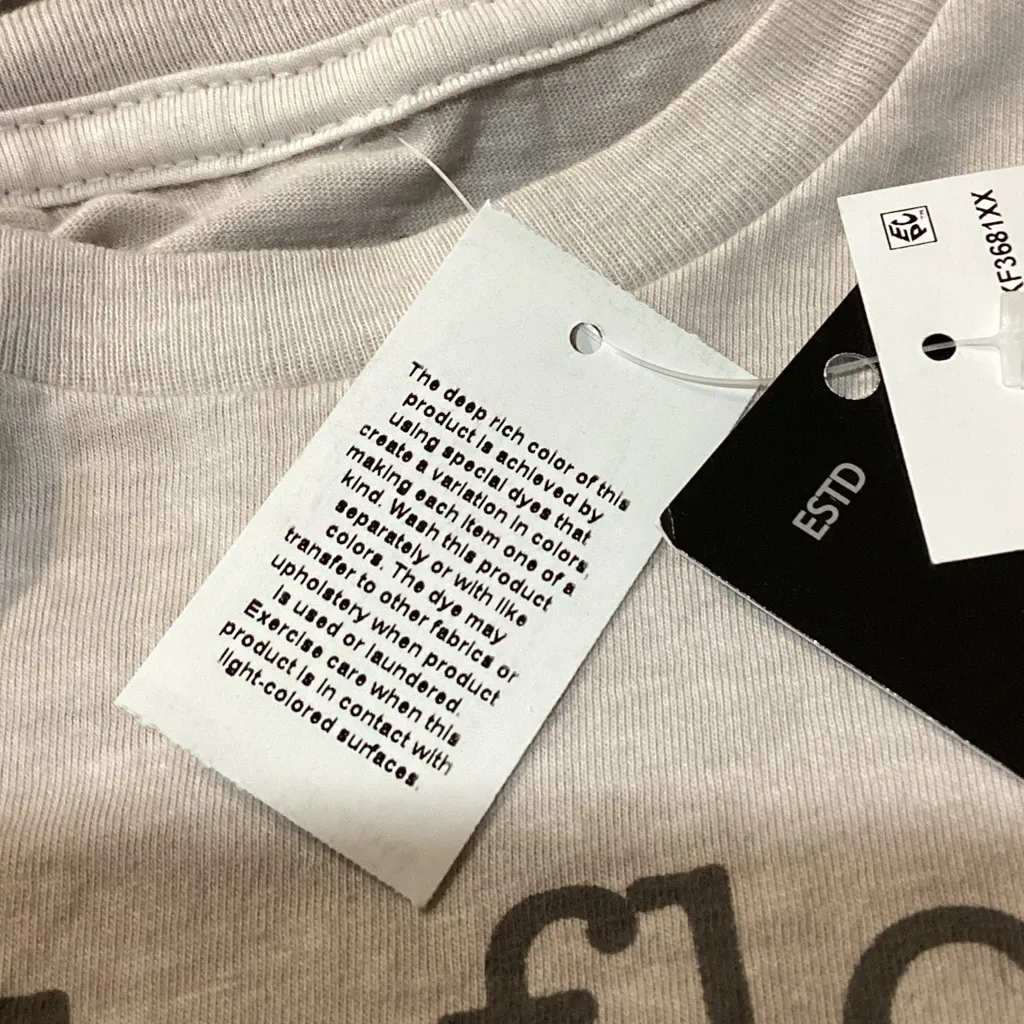 The deep rich color of this
product is achieved by
using special dyes that
create a variation in colors,
making each item one of a
kind. Wash this product
separately or with like
colors. The dye may
transfer to other fabrics or
upholstery when product
is used or laundered.
Exercise care when this
product is in contact with
light-colored surfaces.
ESTD
F3681XX
flo